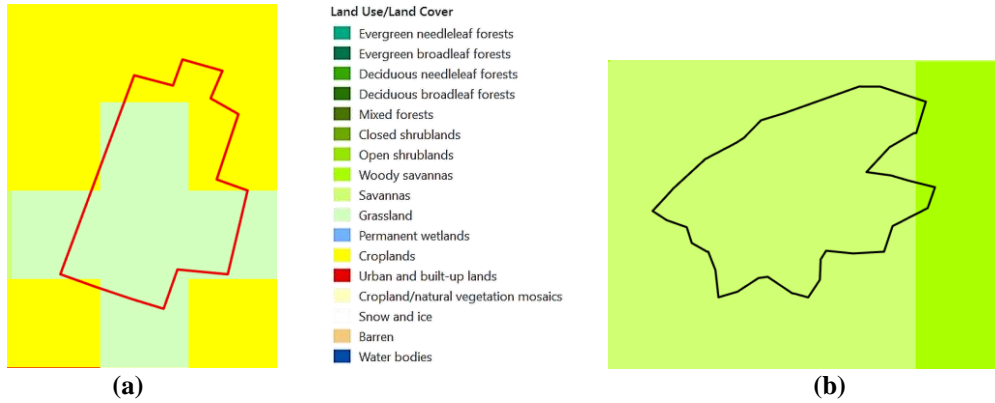 Land Use/Land Cover
Evergreen needleleaf forests
Evergreen broadleaf forests
Deciduous needleleaf forests
Deciduous broadleaf forests
Mixed forests
Closed shrublands
Open shrublands
Woody savannas
Savannas
Grassland
Permanent wetlands
Croplands
Urban and built-up lands
Cropland/natural vegetation mosaics
Snow and ice
Barren
Water bodies
(a)
(b)